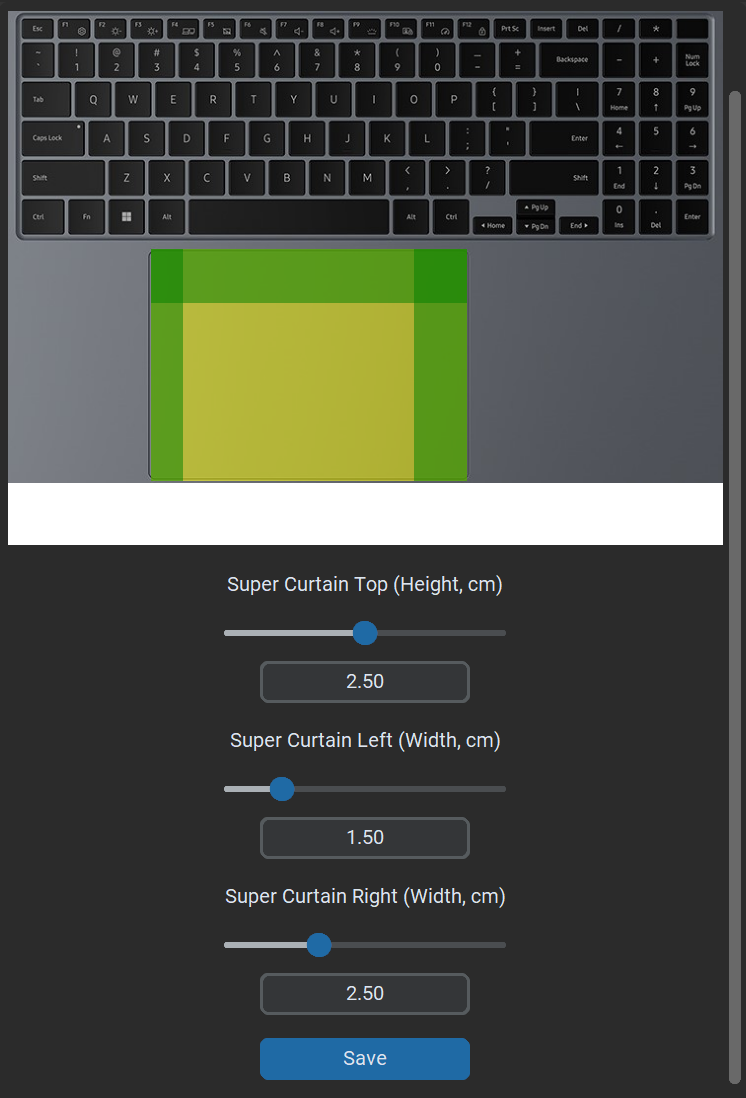 Esc F1 F2 F3 F4 F5 F6 F7 F8 F9 F10 F11 F12 Prt Sc Insert Del / *
~ ! @ # $ % ^ & * ( ) _ + Backspace - + Num Lock
` 1 2 3 4 5 6 7 8 9 0 - =
Tab Q W E R T Y U I O P { [ } ] | \ 7 Home 8 ↑ 9 Pg Up
Caps Lock A S D F G H J K L : ; " ' Enter 4 ← 5 6 →
Shift Z X C V B N M < , > . ? / Shift 1 End 2 ↓ 3 Pg Dn
Ctrl Fn Alt Alt Ctrl ◂ Home ▴ Pg Up ▾ Pg Dn End ▸ 0 Ins . Del Enter
Super Curtain Top (Height, cm)
2.50
Super Curtain Left (Width, cm)
1.50
Super Curtain Right (Width, cm)
2.50
Save